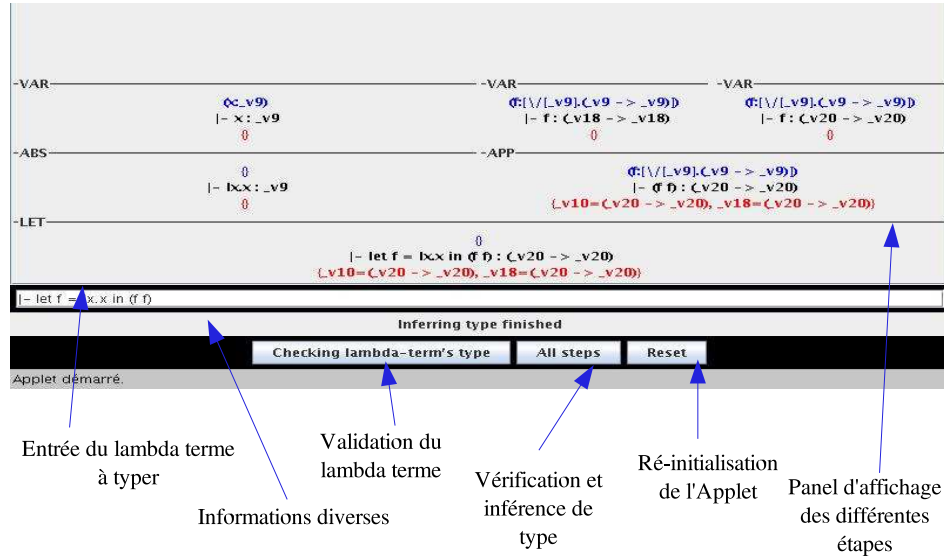 -VAR -VAR -VAR
(x:_v9) (f:[\/[_v9].(_v9 -> _v9)]) (f:[\/[_v9].(_v9 -> _v9)])
|- x : _v9 |- f : (_v18 -> _v18) |- f : (_v20 -> _v20)
{} {} {}
-ABS -APP
{} (f:[\/[_v9].(_v9 -> _v9)])
|- lx.x : _v9 |- (f f) : (_v20 -> _v20)
{} {_v10=(_v20 -> _v20), _v18=(_v20 -> _v20)}
-LET
{}
|- let f = lx.x in (f f) : (_v20 -> _v20)
{_v10=(_v20 -> _v20), _v18=(_v20 -> _v20)}
|- let f = lx.x in (f f)
Inferring type finished
Checking lambda-term's type All steps Reset
Applet démarré.
Entrée du lambda terme
à typer
Informations diverses
Validation du
lambda terme
Vérification et
inférence de
type
Ré-initialisation
de l'Applet
Panel d'affichage
des différentes
étapes